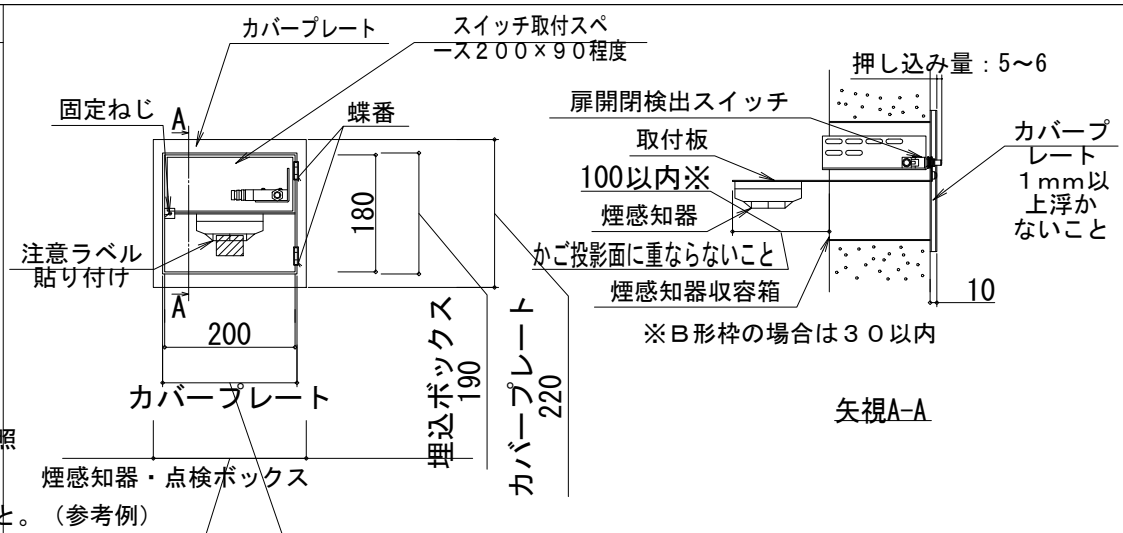 カバープレート
スイッチ取付スペ
ース200×90程度
固定ねじ
A
蝶番
注意ラベル
貼り付け
A
180
200
カバープレート
埋込ボックス
190
カバープレート
220
照
煙感知器・点検ボックス
と。（参考例）
押し込み量：5~6
扉開閉検出スイッチ
取付板
100以内※
煙感知器
かご投影面に重ならないこと
煙感知器収容箱
カバープ
レート
1mm以
上浮か
ないこと
10
※B形枠の場合は30以内
矢視A-A